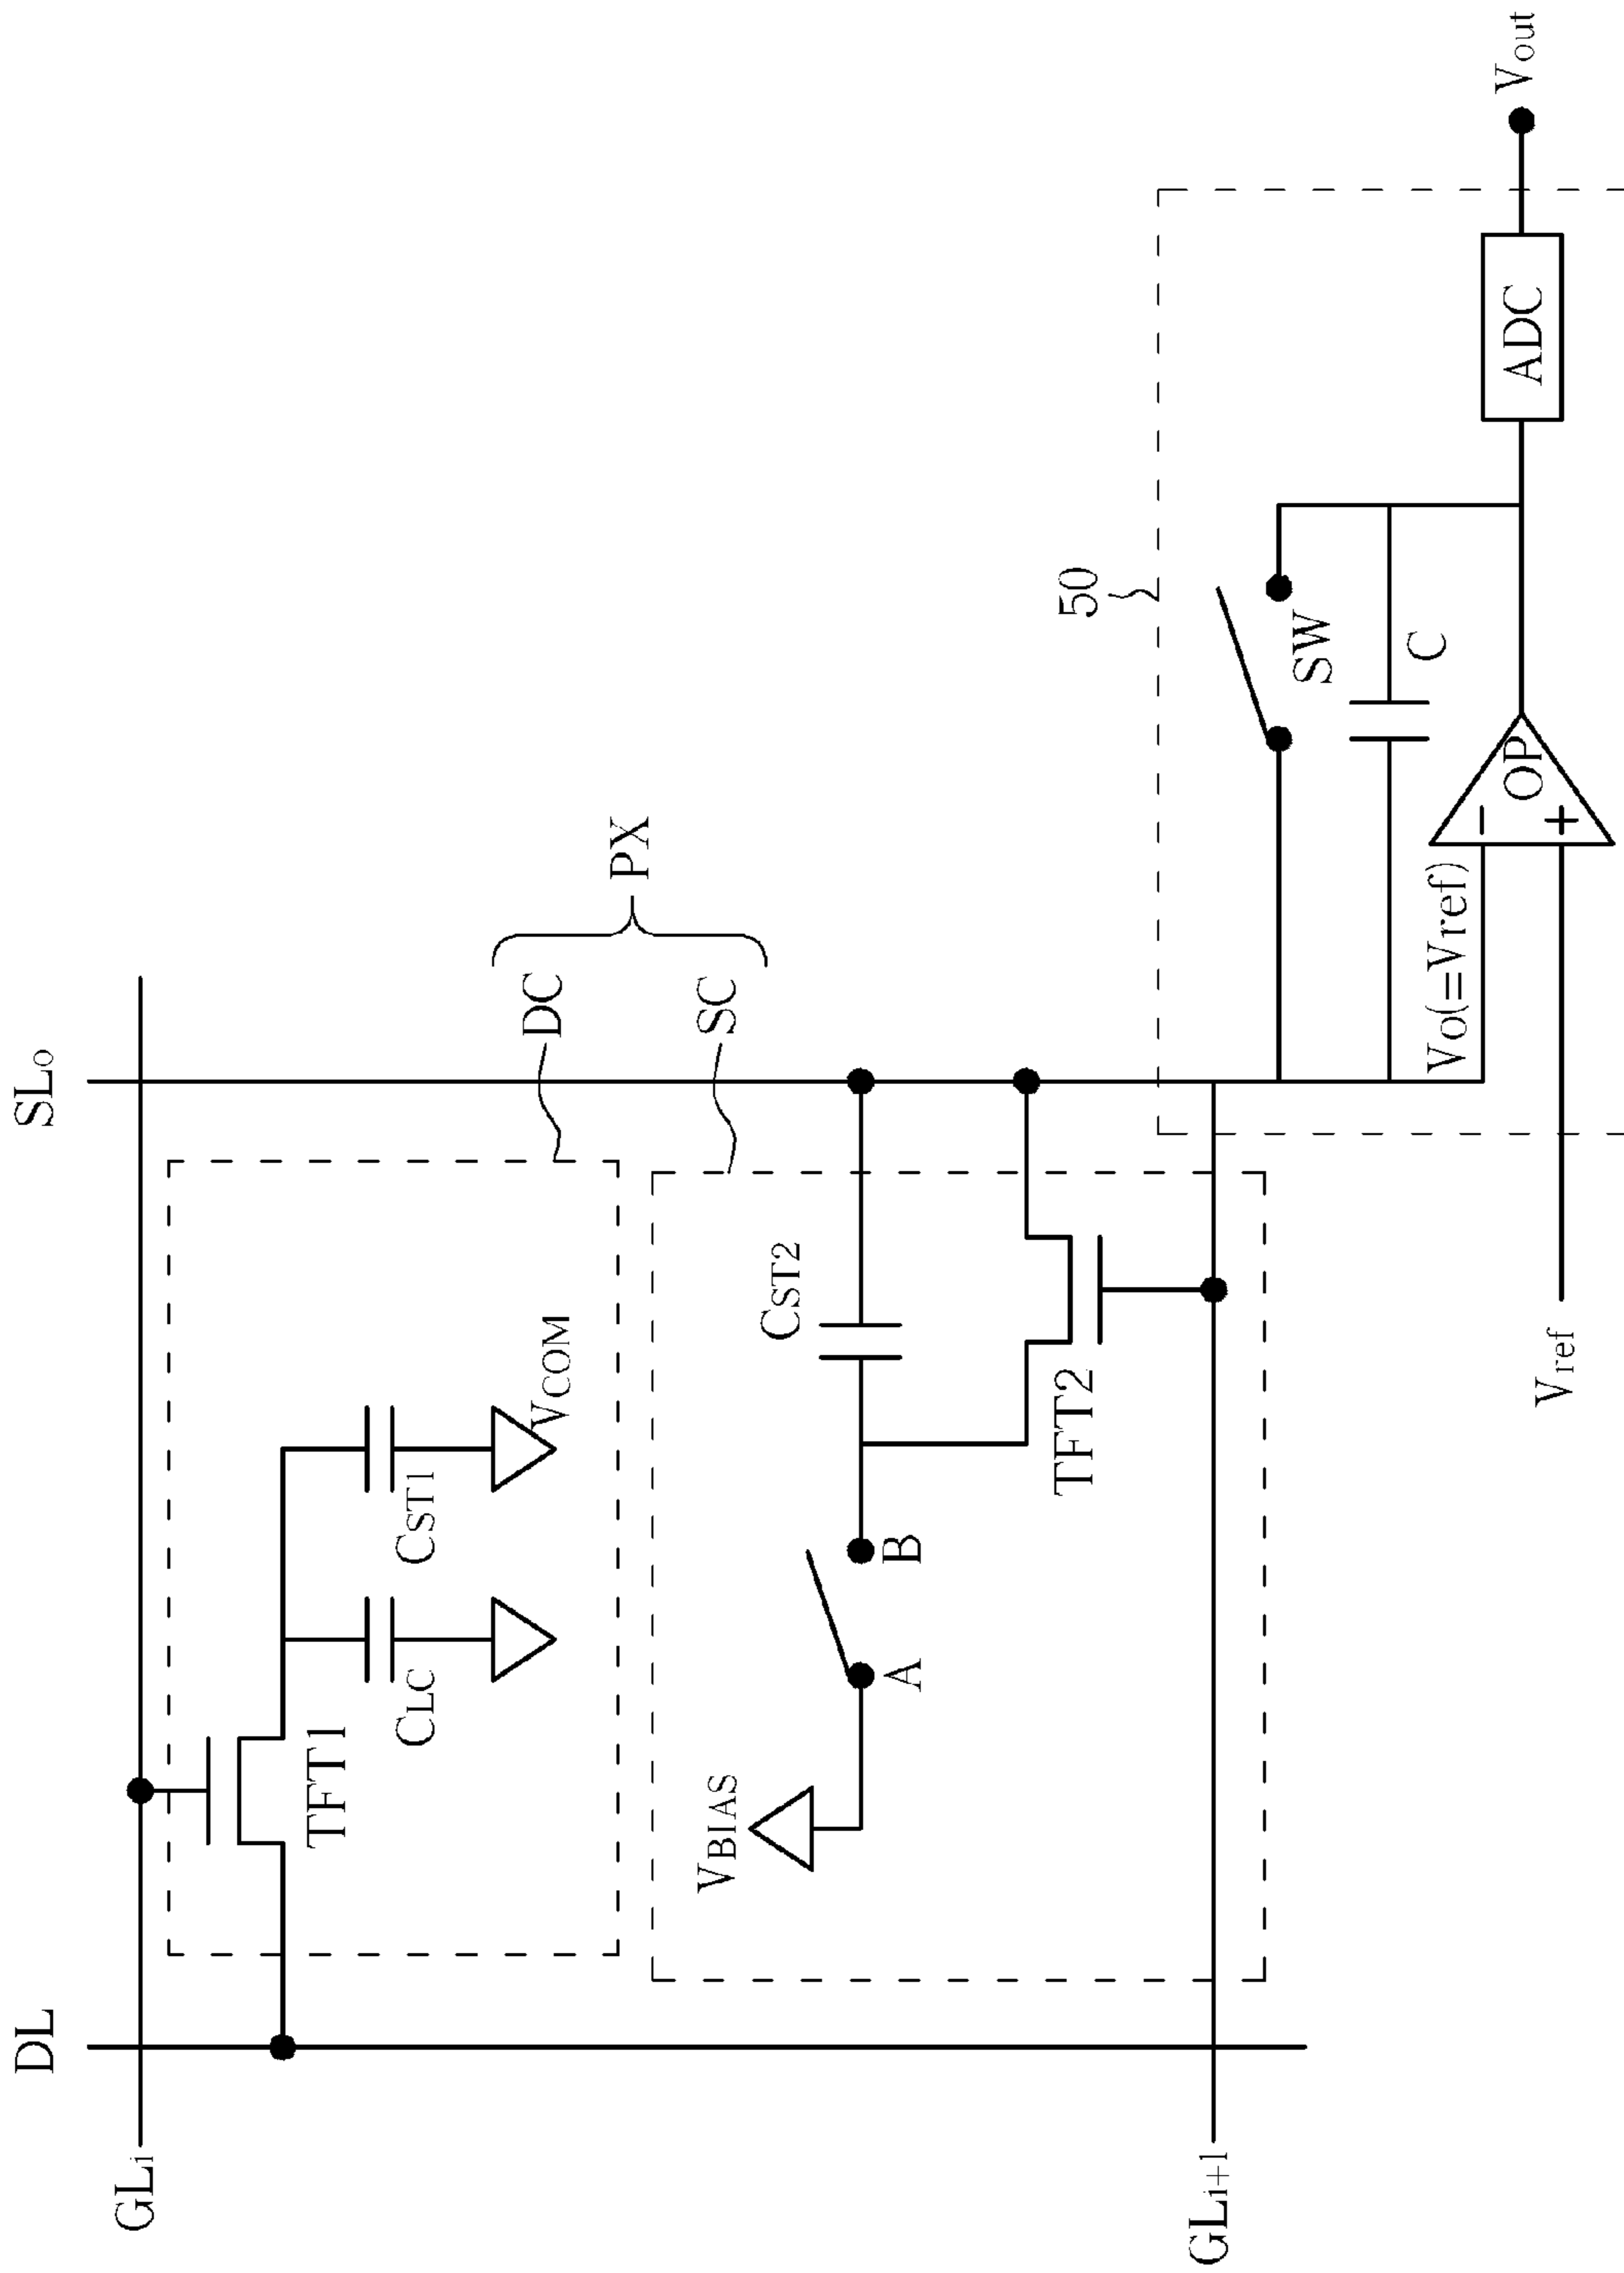 DL
SLo
GLi
DC
PX
SC
TFT1
CLC
CST1
VCOM
VBIAS
A
B
CST2
TFT2
GLi+1
50
SW
C
Vo(=Vref)
−
+
OP
ADC
Vout
Vref